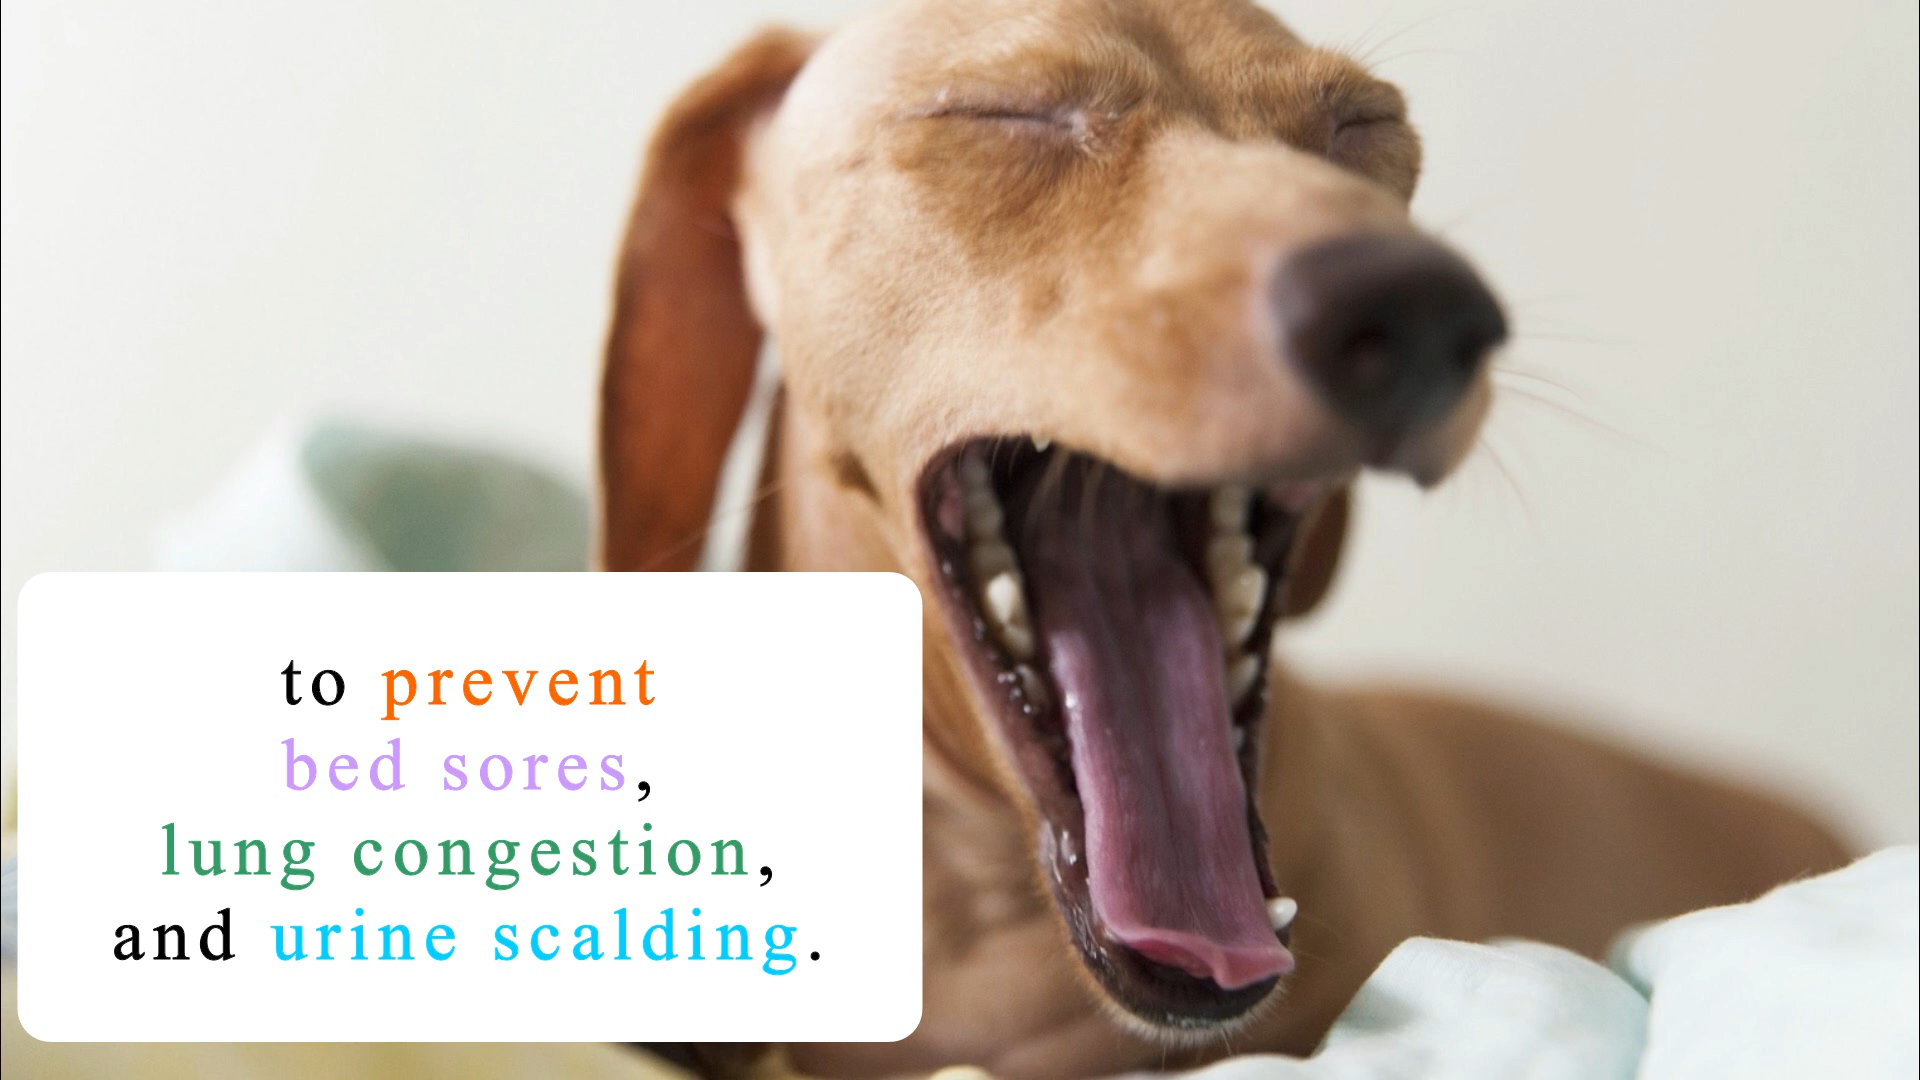 to prevent
bed sores,
lung congestion,
and urine scalding.